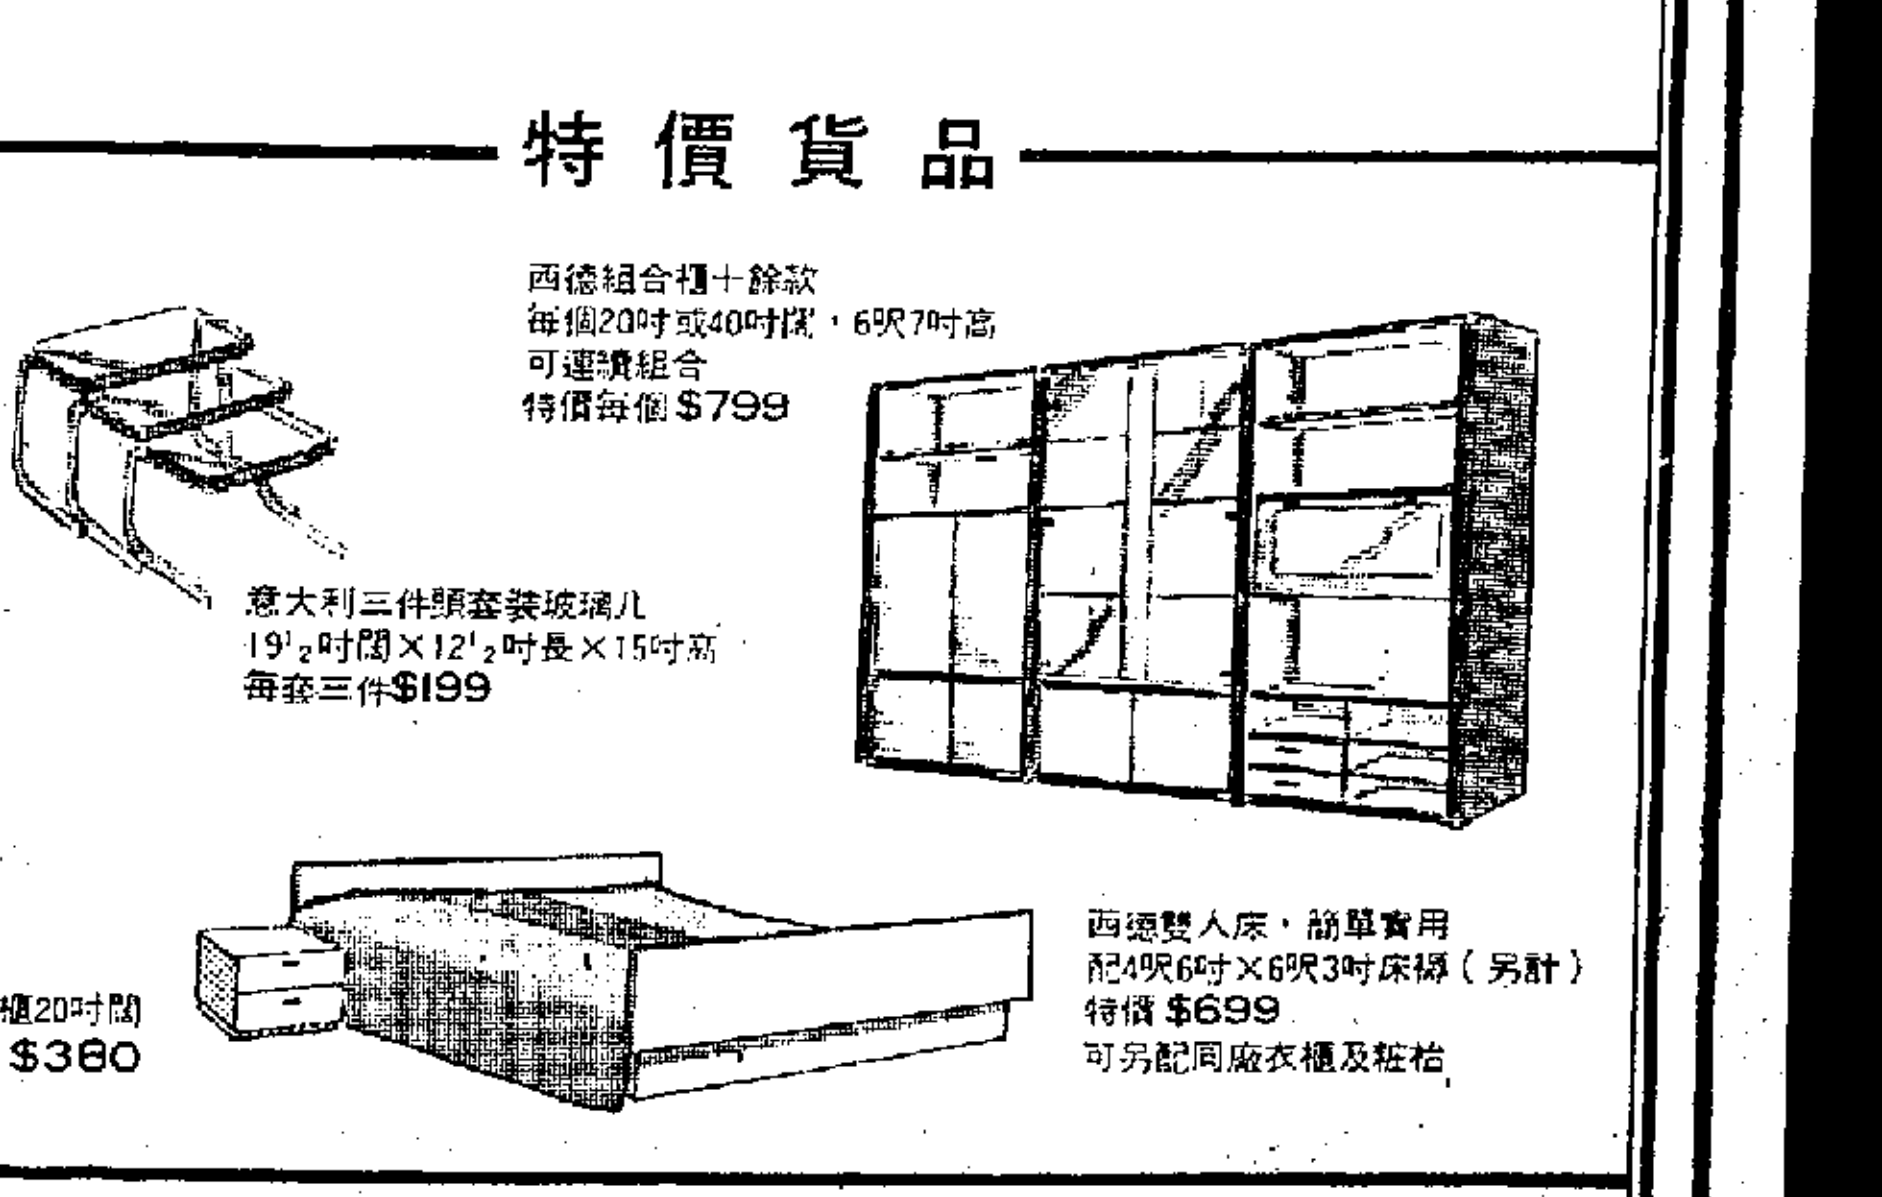 特價貨品
西德組合櫃十餘款
每個20吋或40吋闊，6呎7吋高
可連續組合
特價每個$799
意大利三件頭套裝玻璃几
19½吋闊×12½吋長×15吋高
每套三件$199
櫃20吋闊
$380
西德雙人床，簡單實用
配4呎6吋×6呎3吋床褥（另計）
特價$699
可另配同廠衣櫃及粧枱